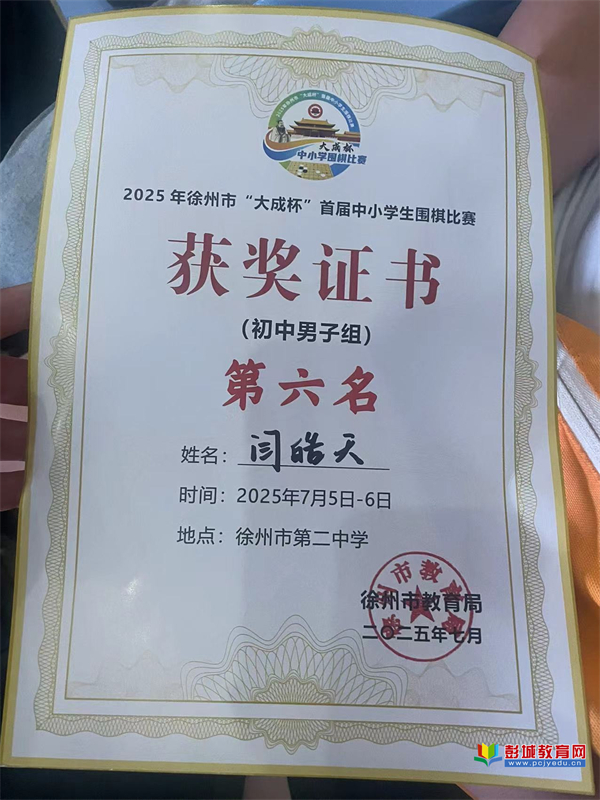 大成杯
中小学围棋比赛
2025年徐州市“大成杯”首届中小学生围棋比赛
获奖证书
（初中男子组）
第六名
姓名：闫皓天
时间：2025年7月5日-6日
地点：徐州市第二中学
徐州市教育局
二〇二五年七月
彭城教育网
www.pcjyedu.cn